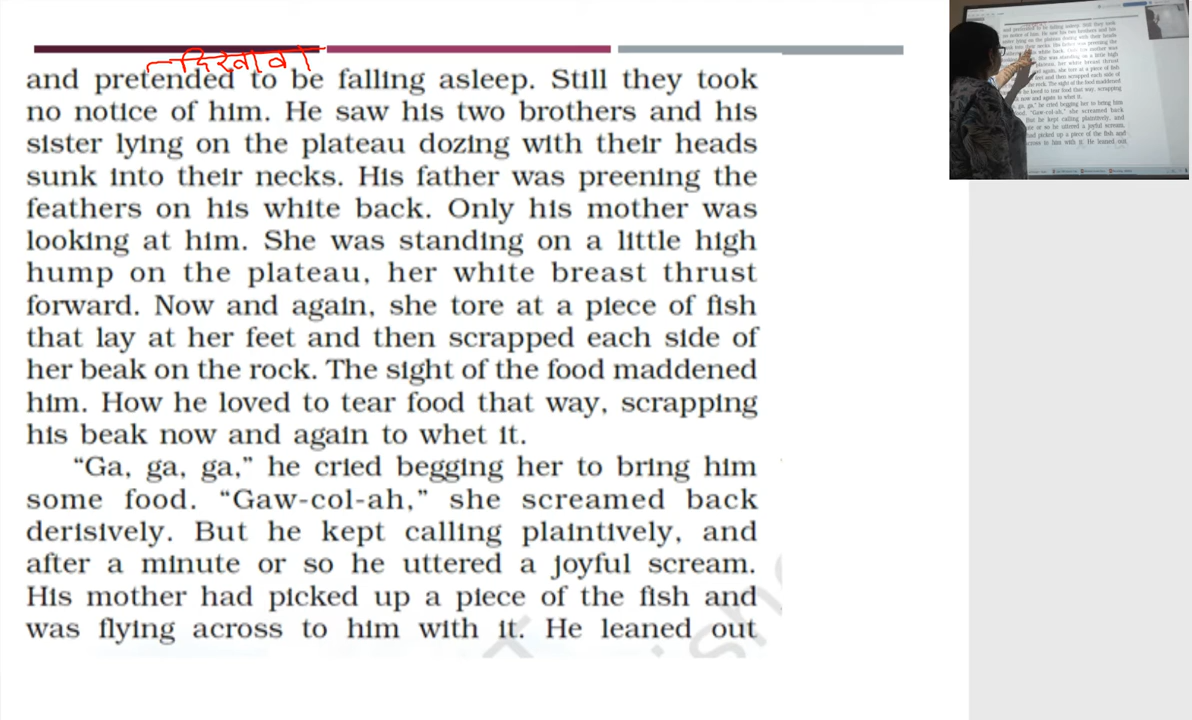 दिखावा
and pretended to be falling asleep. Still they took
no notice of him. He saw his two brothers and his
sister lying on the plateau dozing with their heads
sunk into their necks. His father was preening the
feathers on his white back. Only his mother was
looking at him. She was standing on a little high
hump on the plateau, her white breast thrust
forward. Now and again, she tore at a piece of fish
that lay at her feet and then scrapped each side of
her beak on the rock. The sight of the food maddened
him. How he loved to tear food that way, scrapping
his beak now and again to whet it.
“Ga, ga, ga,” he cried begging her to bring him
some food. “Gaw-col-ah,” she screamed back
derisively. But he kept calling plaintively, and
after a minute or so he uttered a joyful scream.
His mother had picked up a piece of the fish and
was flying across to him with it. He leaned out